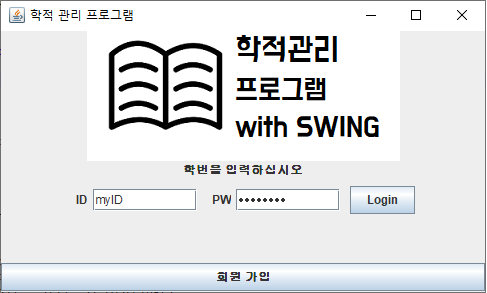 학적 관리 프로그램
학적관리
프로그램
with SWING
학번을 입력하십시오
ID myID PW ●●●●●●●● Login
회원 가입